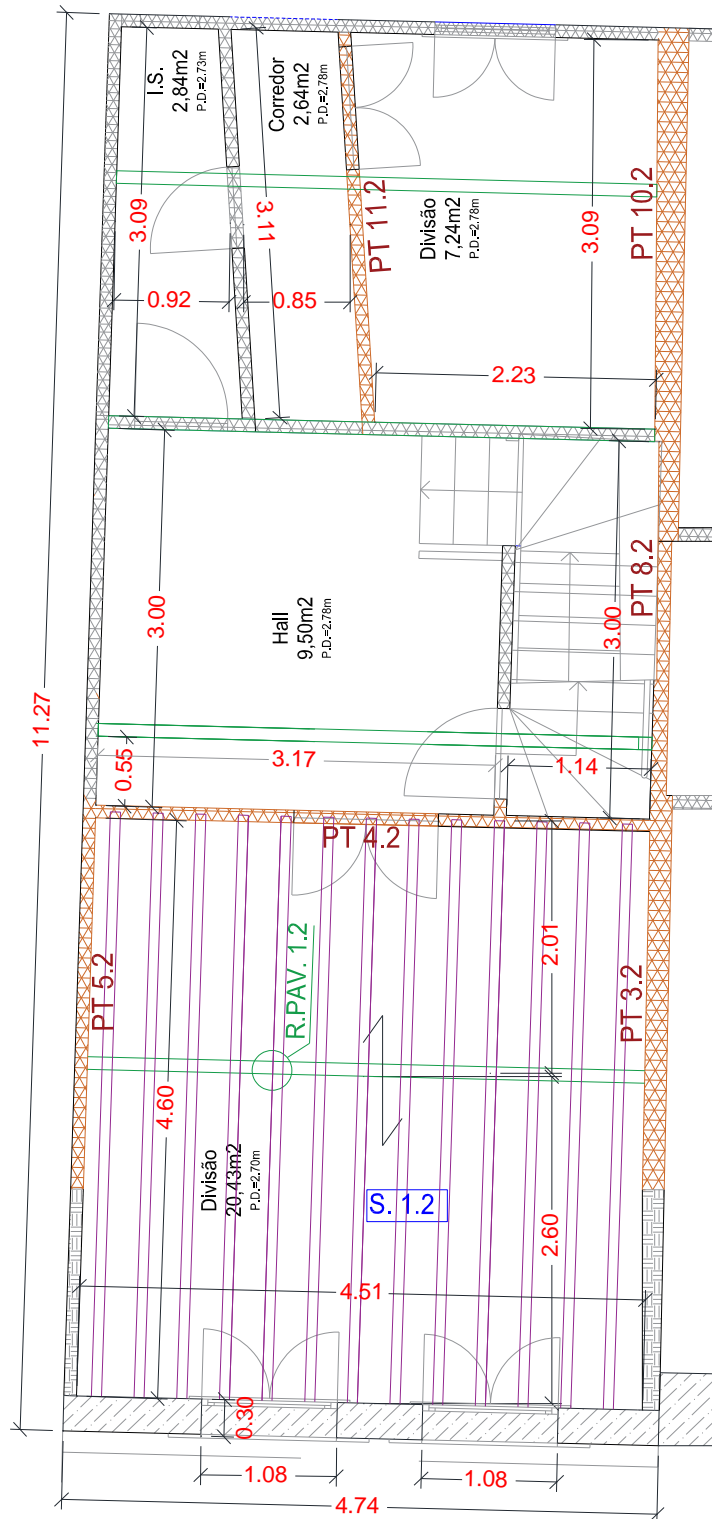 I.S.
2,84m2
P.D.=2.73m
Corredor
2,64m2
P.D.=2.78m
Divisão
7,24m2
P.D.=2.78m
PT 11.2
PT 10.2
3.09
3.11
3.09
0.92
0.85
2.23
Hall
9,50m2
P.D.=2.78m
PT 8.2
3.00
3.00
11.27
0.55
3.17
1.14
PT 4.2
PT 5.2
R.PAV. 1.2
2.01
PT 3.2
4.60
Divisão
20,43m2
P.D.=2.70m
S. 1.2
2.60
4.51
0.30
1.08
1.08
4.74